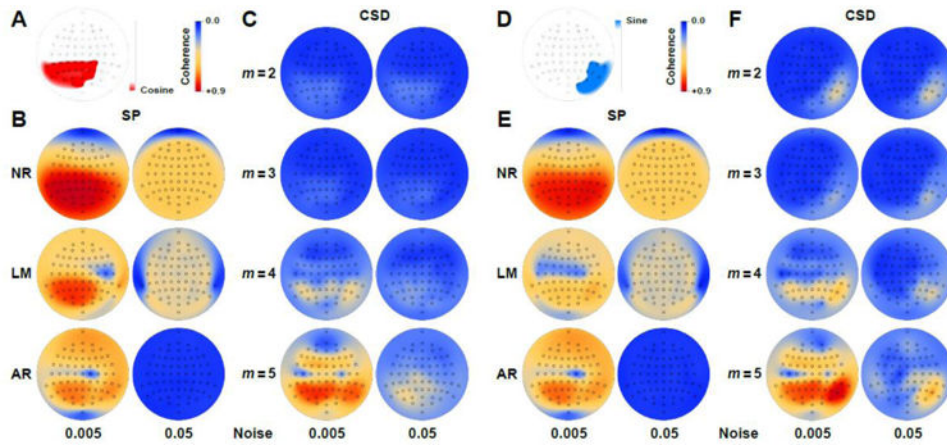 A
Cosine
0.0
Coherence
+0.9
C
CSD
D
Sine
0.0
Coherence
+0.9
F
CSD
m = 2
m = 2
B
SP
E
SP
NR
m = 3
NR
m = 3
LM
m = 4
LM
m = 4
AR
m = 5
AR
m = 5
0.005 0.05 Noise 0.005 0.05 0.005 0.05 Noise 0.005 0.05